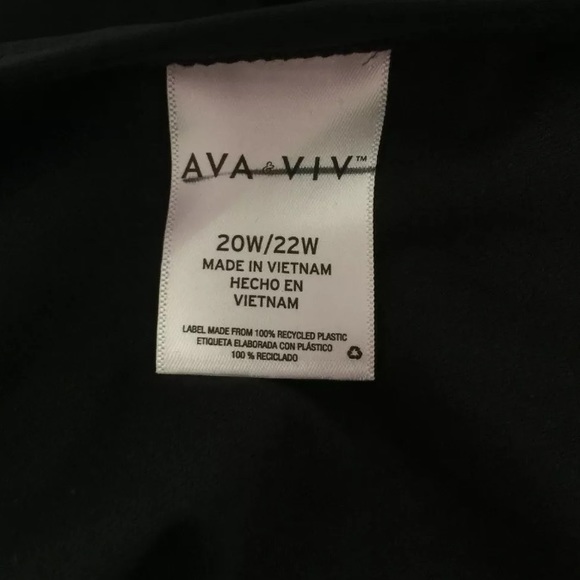 AVA & VIV™
20W/22W
MADE IN VIETNAM
HECHO EN
VIETNAM
LABEL MADE FROM 100% RECYCLED PLASTIC
ETIQUETA ELABORADA CON PLÁSTICO
100 % RECICLADO